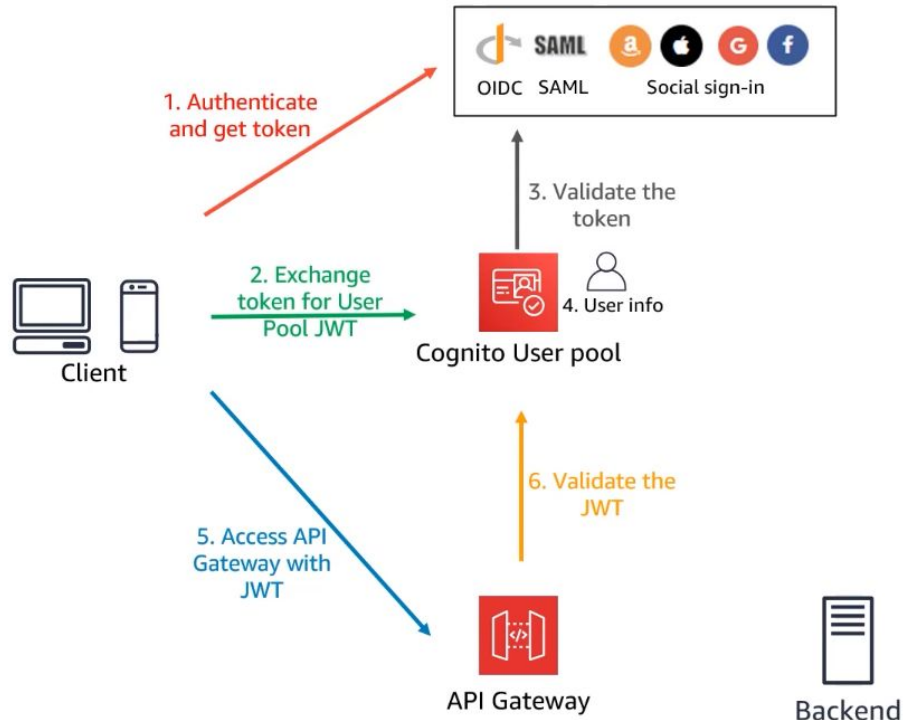 SAML
a
G
f
OIDC SAML Social sign-in
1. Authenticate
and get token
3. Validate the
token
2. Exchange
token for User
Pool JWT
4. User info
Client
Cognito User pool
6. Validate the
JWT
5. Access API
Gateway with
JWT
</>
API Gateway
Backend